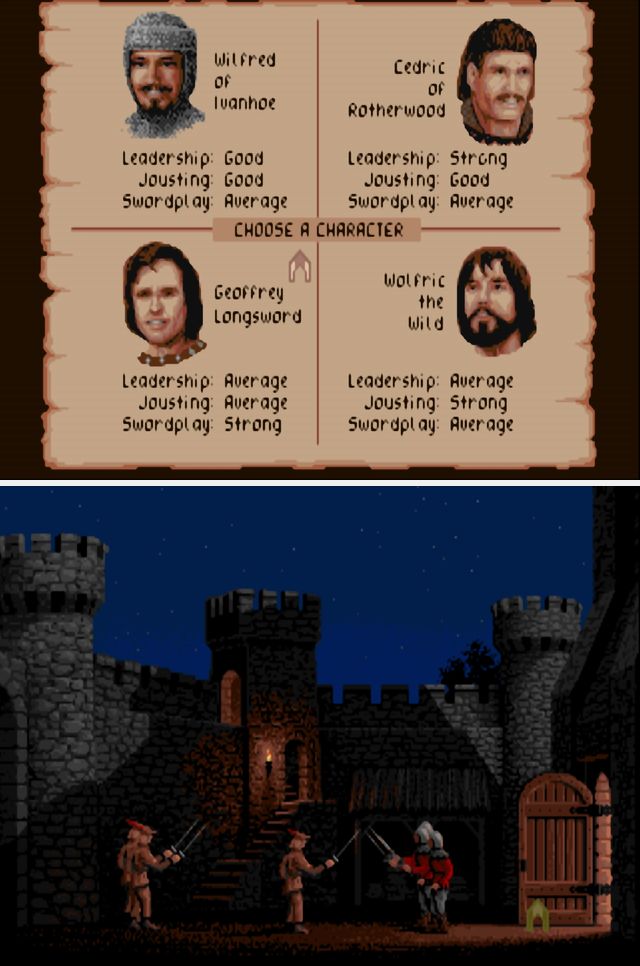 Wilfred
of
Ivanhoe
Leadership: Good
Jousting: Good
Swordplay: Average
Cedric
of
Rotherwood
Leadership: Strong
Jousting: Good
Swordplay: Average
CHOOSE A CHARACTER
Geoffrey
Longsword
Leadership: Average
Jousting: Average
Swordplay: Strong
Wolfric
the
Wild
Leadership: Average
Jousting: Strong
Swordplay: Average